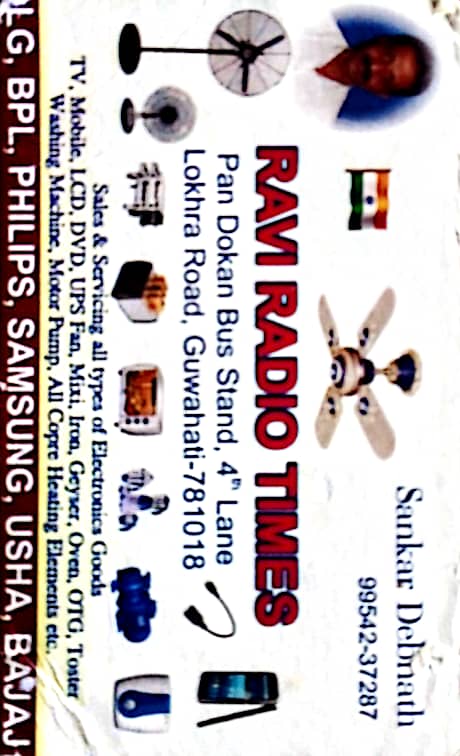 Sankar Debnath
99542-37287
RAVI RADIO TIMES
Pan Dokan Bus Stand, 4th Lane
Lokhra Road, Guwahati-781018
Sales & Servicing all types of Electronics Goods
TV, Mobile, LCD, DVD, UPS Fan, Mixi, Iron, Geyser, Oven, OTG, Toster
Washing Machine, Motor Pump, All Copre Heating Elements etc.
LG, BPL, PHILIPS, SAMSUNG, USHA, BAJAJ